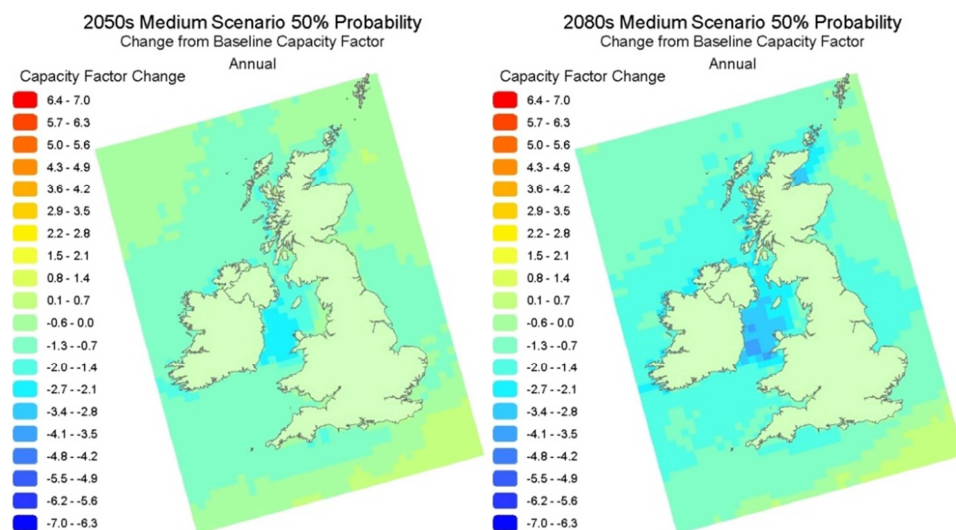 2050s Medium Scenario 50% Probability
Change from Baseline Capacity Factor
Annual
Capacity Factor Change
6.4 - 7.0
5.7 - 6.3
5.0 - 5.6
4.3 - 4.9
3.6 - 4.2
2.9 - 3.5
2.2 - 2.8
1.5 - 2.1
0.8 - 1.4
0.1 - 0.7
-0.6 - 0.0
-1.3 - -0.7
-2.0 - -1.4
-2.7 - -2.1
-3.4 - -2.8
-4.1 - -3.5
-4.8 - -4.2
-5.5 - -4.9
-6.2 - -5.6
-7.0 - -6.3
2080s Medium Scenario 50% Probability
Change from Baseline Capacity Factor
Annual
Capacity Factor Change
6.4 - 7.0
5.7 - 6.3
5.0 - 5.6
4.3 - 4.9
3.6 - 4.2
2.9 - 3.5
2.2 - 2.8
1.5 - 2.1
0.8 - 1.4
0.1 - 0.7
-0.6 - 0.0
-1.3 - -0.7
-2.0 - -1.4
-2.7 - -2.1
-3.4 - -2.8
-4.1 - -3.5
-4.8 - -4.2
-5.5 - -4.9
-6.2 - -5.6
-7.0 - -6.3